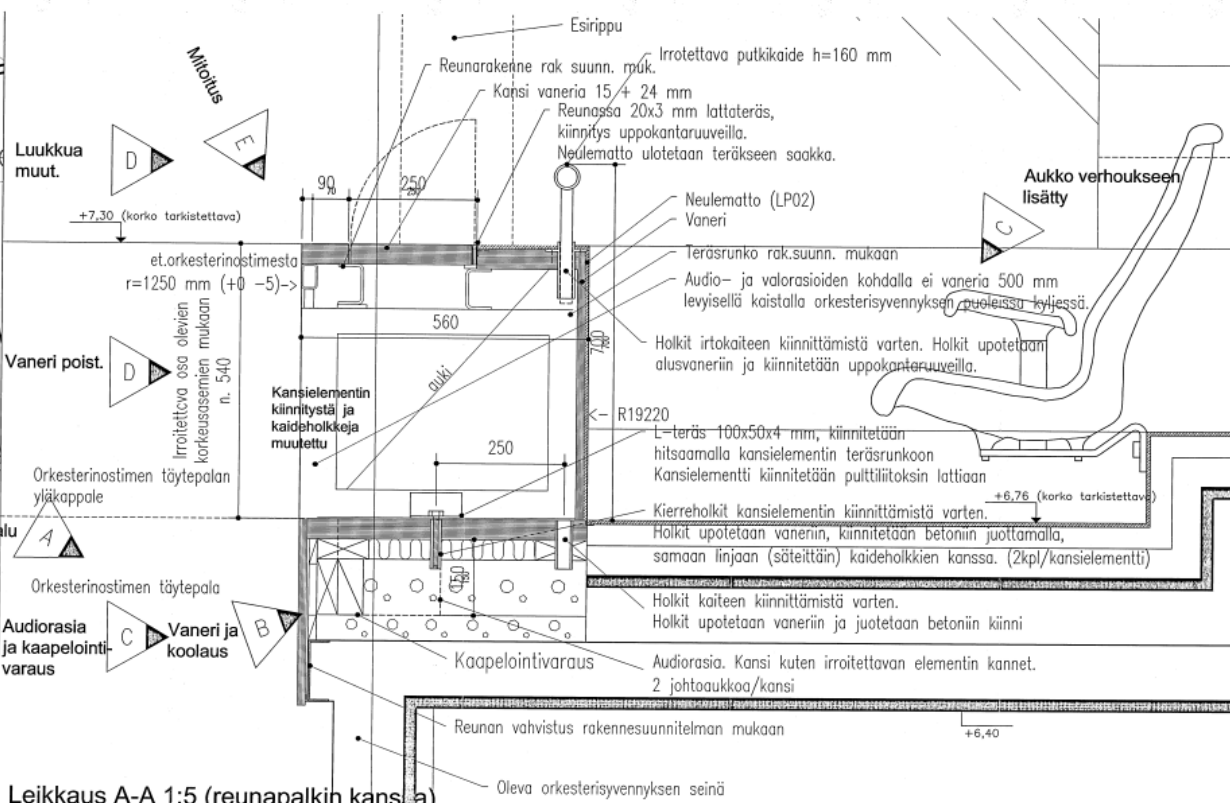 Esirippu
Irrotettava putkikaide h=160 mm
Reunarakenne rak suunn. muk.
Kansi vaneria 15 + 24 mm
Reunassa 20x3 mm lattateräs,
kiinnitys uppokantaruuveilla.
Neulematto ulotetaan teräkseen saakka.
Mitoitus
E
Luukkua
muut.
D
90
250
Aukko verhoukseen
lisätty
C
+7,30 (korko tarkistettava)
Neulematto (LP02)
Vaneri
Teräsrunko rak.suunn. mukaan
et.orkesterinostimesta
r=1250 mm (+0 -5)->
Audio- ja valorasioiden kohdalla ei vaneria 500 mm
levyisellä kaistalla orkesterisyvennyksen puoleissa kyljessä.
560
700
Holkit irtokaiteen kiinnittämistä varten. Holkit upotetaan
alusvaneriin ja kiinnitetään uppokantaruuveilla.
Vaneri poist.
D
Irroitettava osa olevien
korkeusasemien mukaan
n. 540
auki
Kansielementin
kiinnitystä ja
kaideholkkeja
muutettu
<- R19220
250
L-teräs 100x50x4 mm, kiinnitetään
hitsaamalla kansielementin teräsrunkoon
Kansielementti kiinnitetään pulttiliitoksin lattiaan
Orkesterinostimen täytepalan
yläkappale
+6,76 (korko tarkistettava)
alu
A
Kierreholkit kansielementin kiinnittämistä varten.
Holkit upotetaan vaneriin, kiinnitetään betoniin juottamalla,
samaan linjaan (säteittäin) kaideholkkien kanssa. (2kpl/kansielementti)
150
Orkesterinostimen täytepala
Holkit kaiteen kiinnittämistä varten.
Holkit upotetaan vaneriin ja juotetaan betoniin kiinni
Audiorasia
ja kaapelointi-
varaus
C
Vaneri ja
koolaus
B
Kaapelointivaraus
Audiorasia. Kansi kuten irroitettavan elementin kannet.
2 johtoaukkoa/kansi
Reunan vahvistus rakennesuunnitelman mukaan
+6,40
Oleva orkesterisyvennyksen seinä
Leikkaus A-A 1:5 (reunapalkin kansi